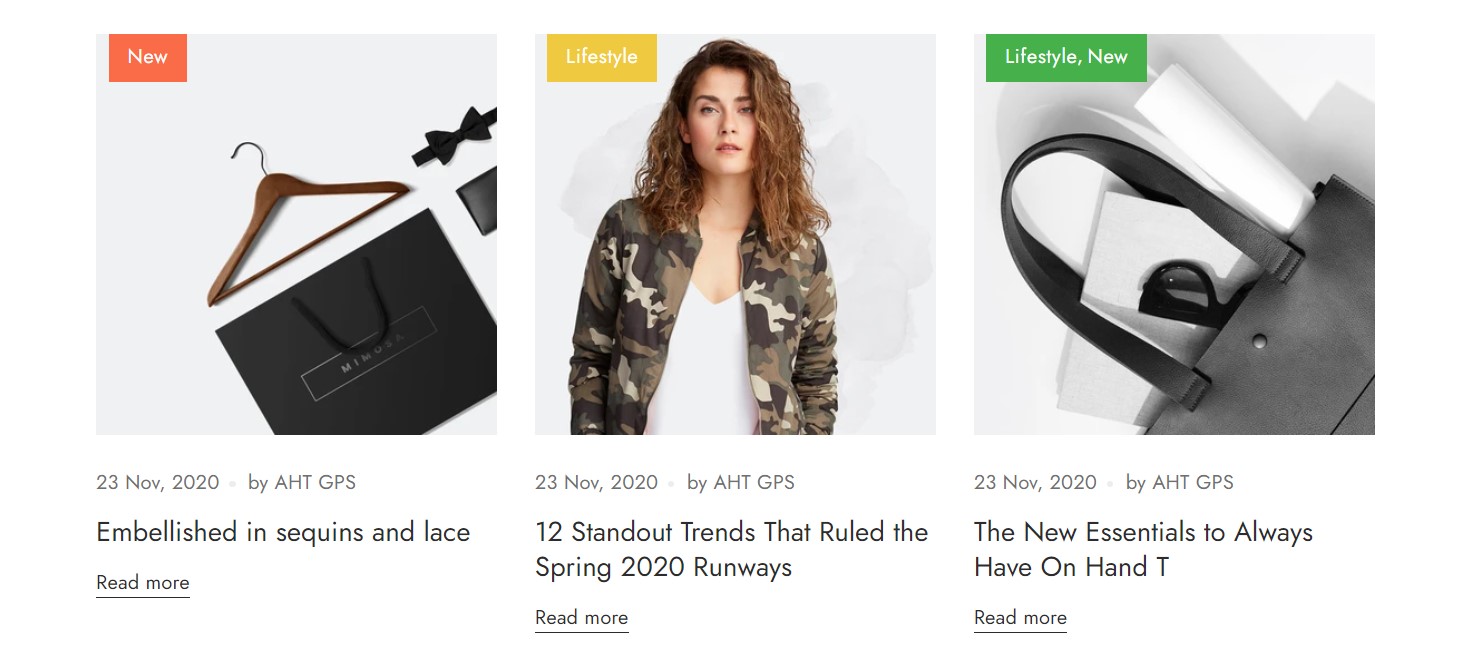 New
MIMOSA
23 Nov, 2020 by AHT GPS
Embellished in sequins and lace
Read more
Lifestyle
23 Nov, 2020 by AHT GPS
12 Standout Trends That Ruled the
Spring 2020 Runways
Read more
Lifestyle, New
23 Nov, 2020 by AHT GPS
The New Essentials to Always
Have On Hand T
Read more